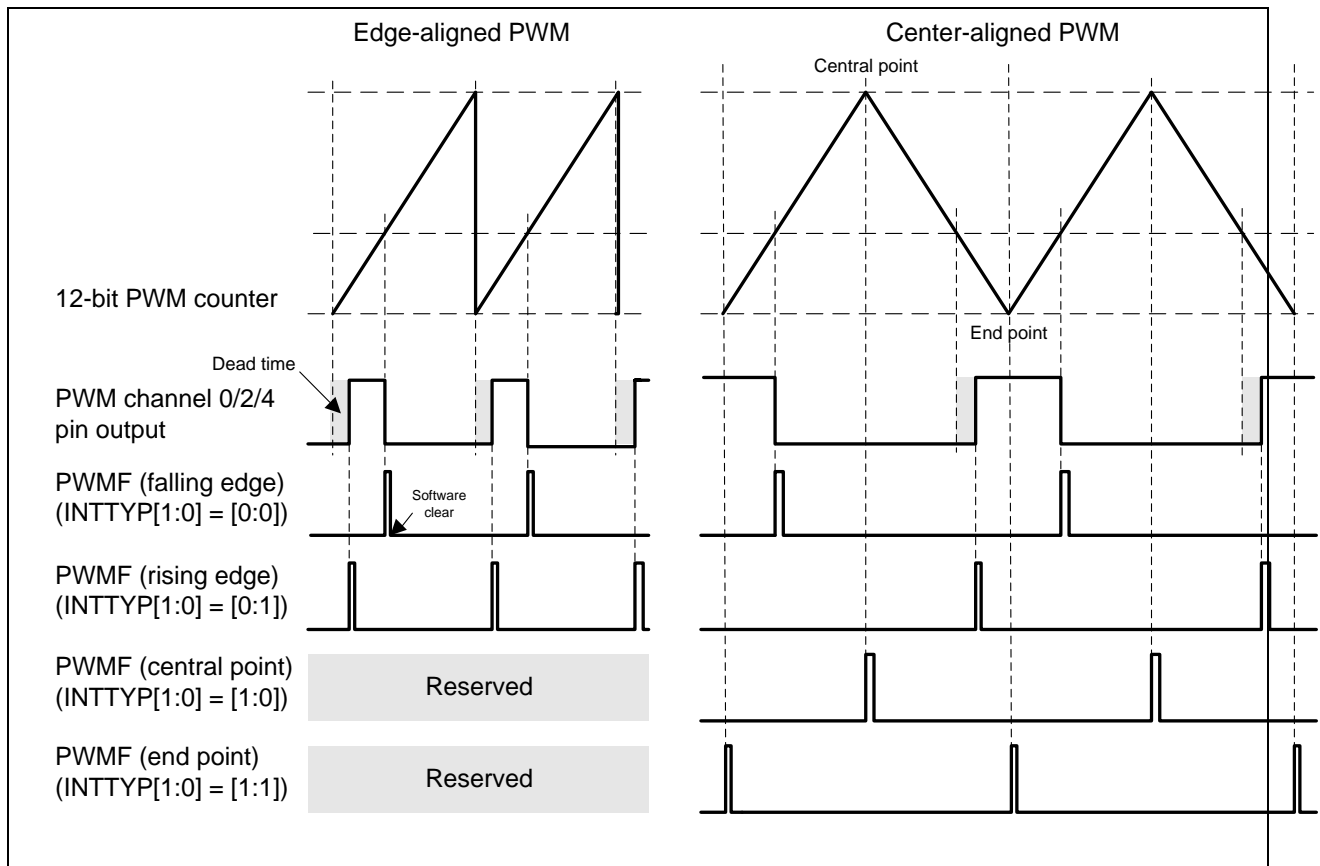 Edge-aligned PWM
Center-aligned PWM
Central point
12-bit PWM counter
End point
Dead time
PWM channel 0/2/4
pin output
PWMF (falling edge)
(INTTYP[1:0] = [0:0])
Software
clear
PWMF (rising edge)
(INTTYP[1:0] = [0:1])
PWMF (central point)
(INTTYP[1:0] = [1:0])
Reserved
PWMF (end point)
(INTTYP[1:0] = [1:1])
Reserved